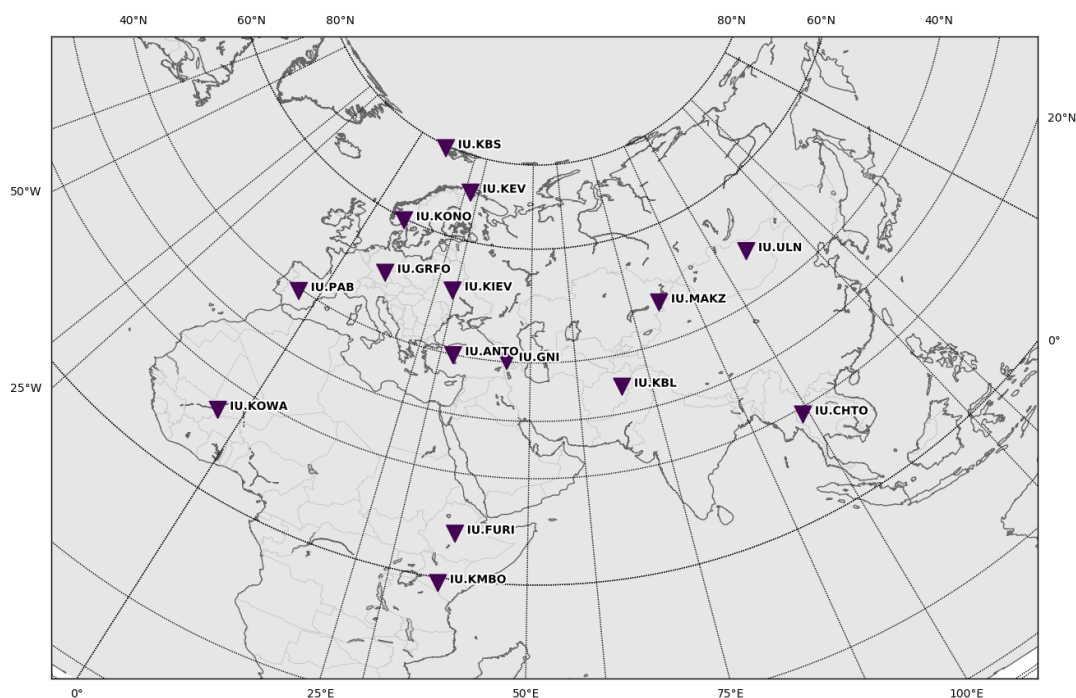 40°N 60°N 80°N 80°N 60°N 40°N
20°N
IU.KBS
50°W
IU.KEV
IU.KONO
IU.ULN
IU.GRFO
IU.PAB
IU.KIEV
IU.MAKZ
0°
IU.ANTO
IU.GNI
IU.KBL
25°W
IU.KOWA
IU.CHTO
IU.FURI
IU.KMBO
0° 25°E 50°E 75°E 100°E